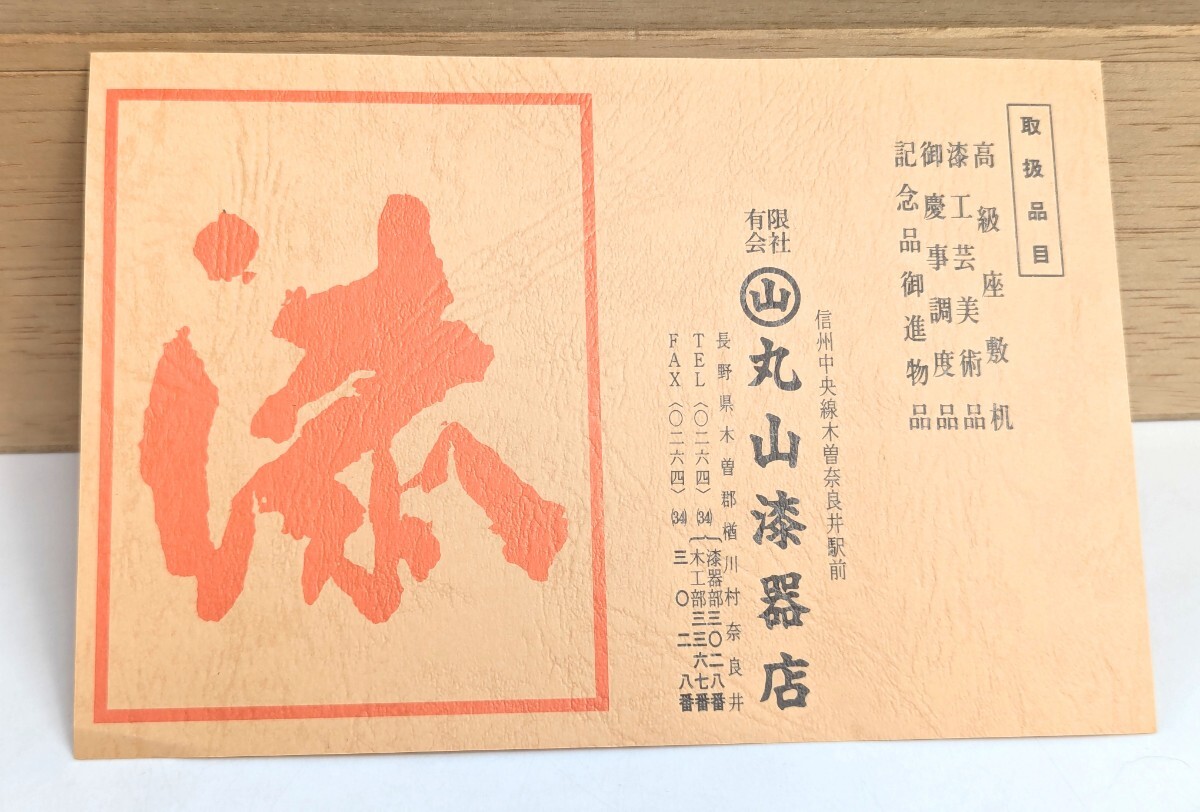 取扱品目
高級座敷机
漆工芸美術品
御慶事調度品
記念品御進物品
信州中央線木曽奈良井駅前
有限会社
山
丸山漆器店
長野県木曽郡楢川村奈良井
TEL〈〇二六四〉(34)
漆器部三〇二八番
木工部三三六七番
FAX〈〇二六四〉(34)三〇二八番
漆